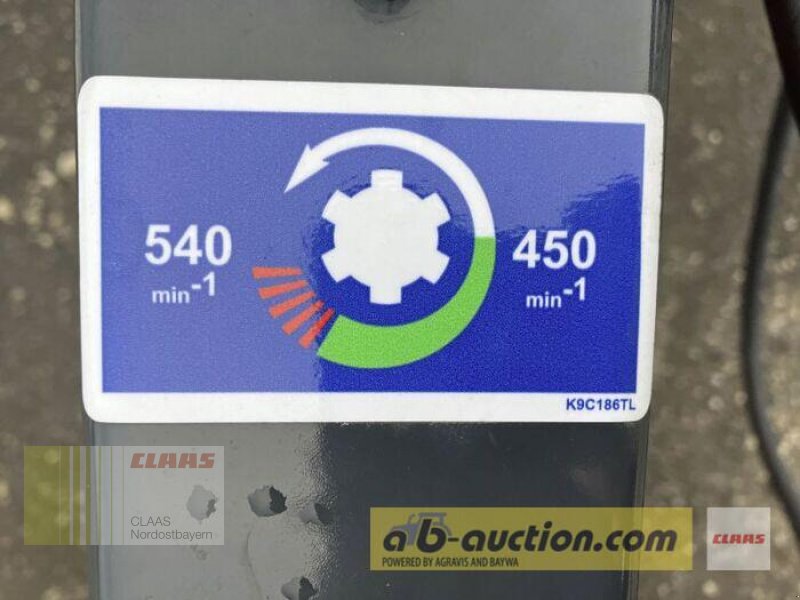 540
min-1
450
min-1
K9C186TL
CLAAS
CLAAS
Nordostbayern
ab-auction.com
POWERED BY AGRAVIS AND BAYWA
CLAAS